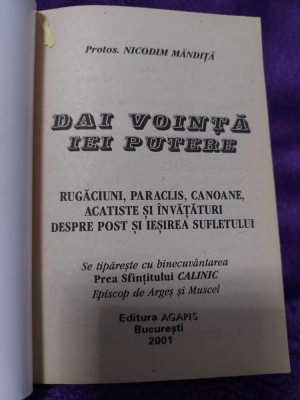 Protos. NICODIM MĂNDIŢĂ
DAI VOINŢĂ
IEI PUTERE
RUGĂCIUNI, PARACLIS, CANOANE,
ACATISTE ŞI ÎNVĂŢĂTURI
DESPRE POST ŞI IEŞIREA SUFLETULUI
Se tipăreşte cu binecuvântarea
Prea Sfinţitului CALINIC
Episcop de Argeş şi Muscel
Editura AGAMS
Bucureşti
2001